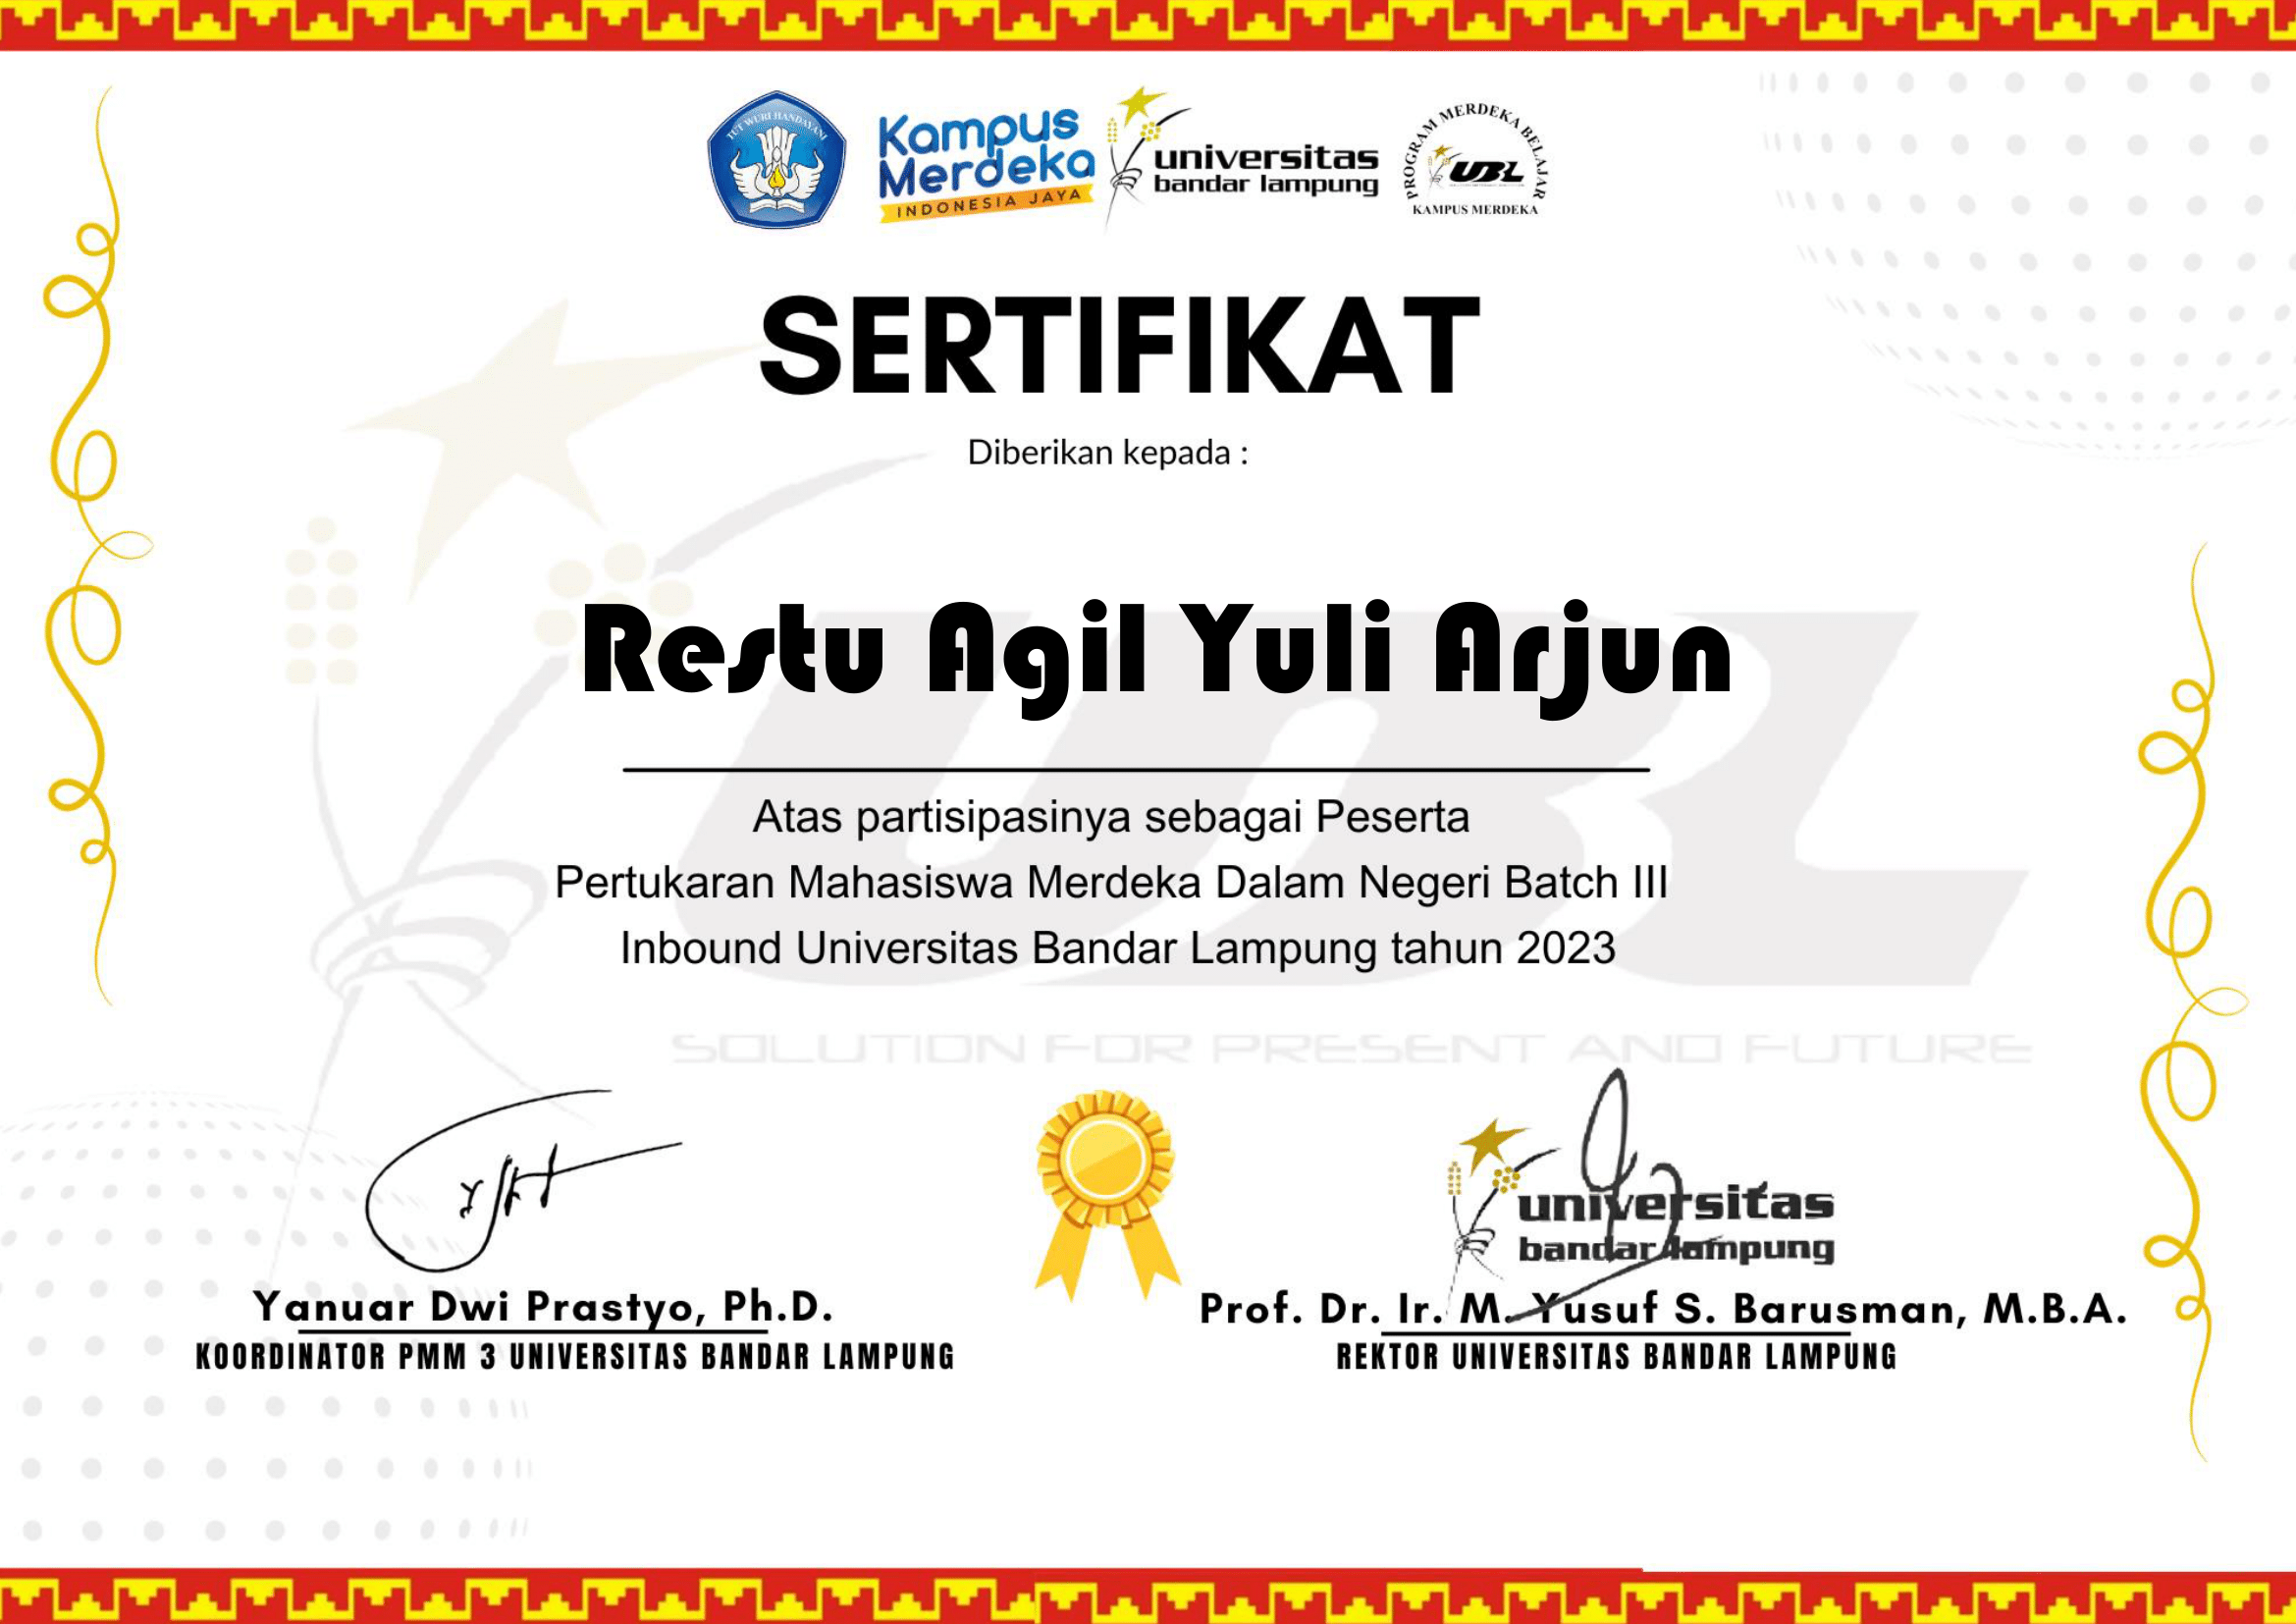 TUT WURI HANDAYANI
Kampus
Merdeka
INDONESIA JAYA
universitas
bandar lampung
PROGRAM MERDEKA BELAJAR
UBL
KAMPUS MERDEKA
SERTIFIKAT
Diberikan kepada :
Restu Agil Yuli Arjun
Atas partisipasinya sebagai Peserta
Pertukaran Mahasiswa Merdeka Dalam Negeri Batch III
Inbound Universitas Bandar Lampung tahun 2023
UBL
SOLUTION FOR PRESENT AND FUTURE
universitas
bandar lampung
Yanuar Dwi Prastyo, Ph.D.
KOORDINATOR PMM 3 UNIVERSITAS BANDAR LAMPUNG
Prof. Dr. Ir. M. Yusuf S. Barusman, M.B.A.
REKTOR UNIVERSITAS BANDAR LAMPUNG